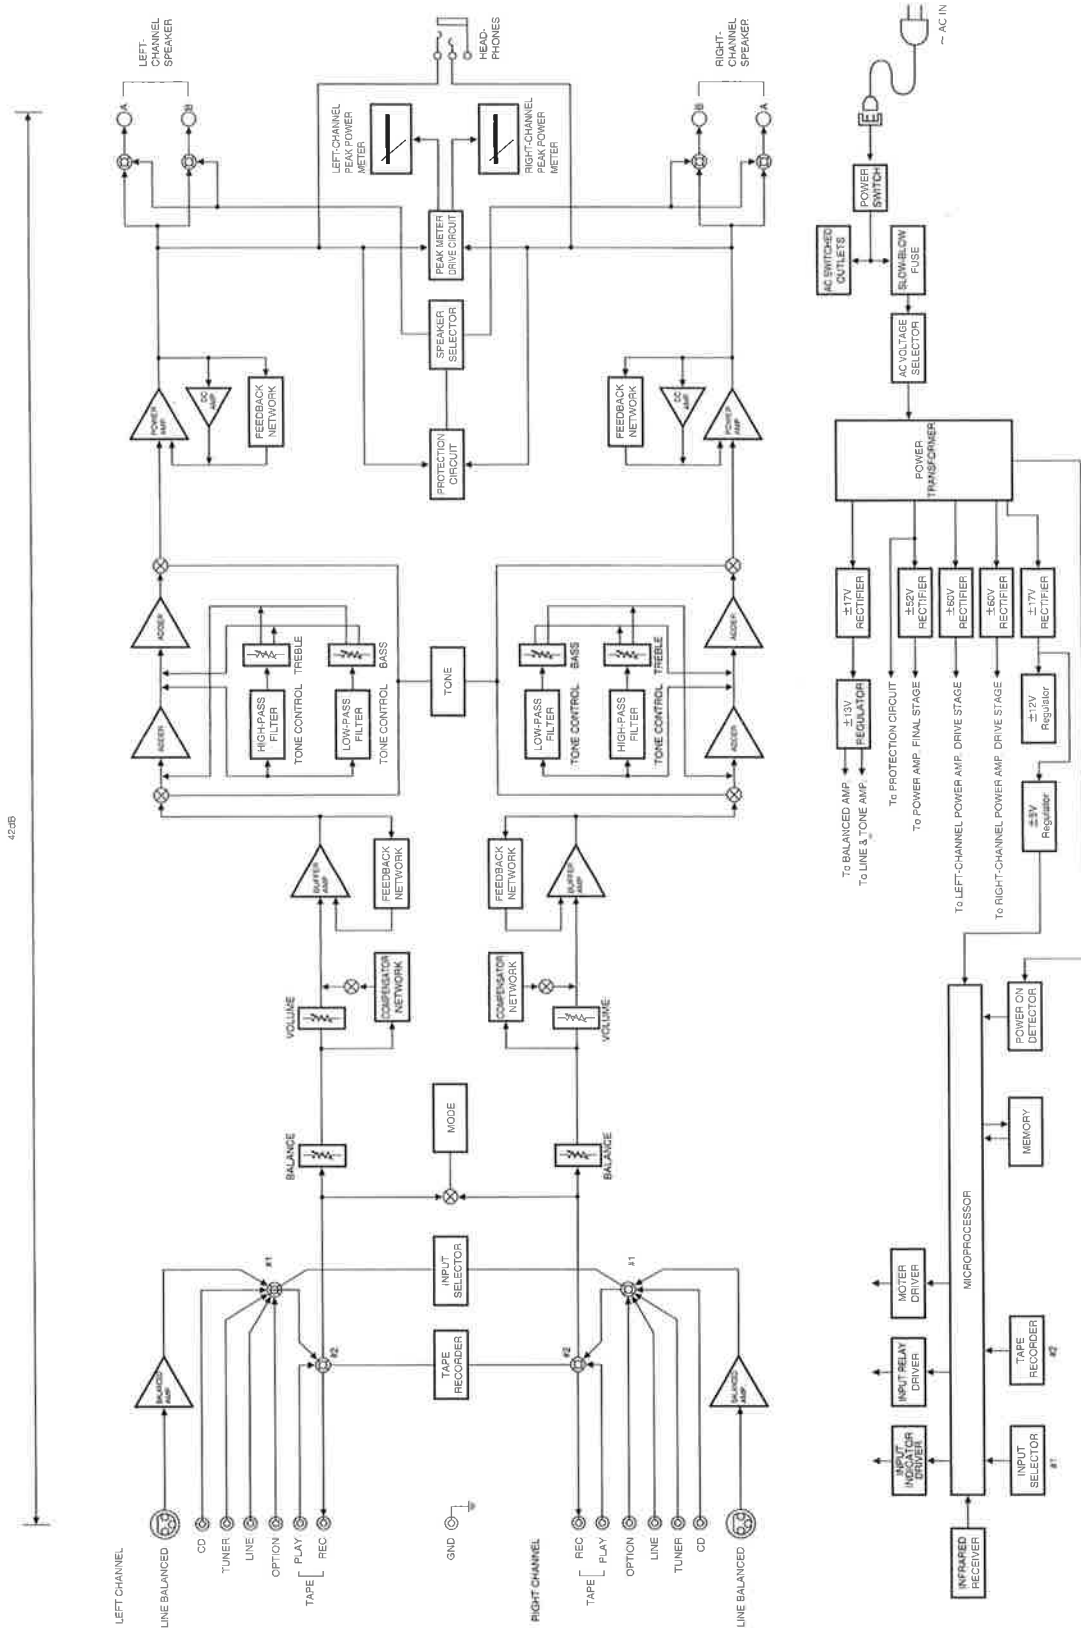 42dB
LEFT-
CHANNEL
SPEAKER
A
B
HEAD-
PHONES
RIGHT-
CHANNEL
SPEAKER
B
A
LEFT-CHANNEL
PEAK POWER
METER
RIGHT-CHANNEL
PEAK POWER
METER
PEAK METER
DRIVE CIRCUIT
SPEAKER
SELECTOR
PROTECTION
CIRCUIT
POWER
AMP
DC
AMP
FEEDBACK
NETWORK
FEEDBACK
NETWORK
DC
AMP
POWER
AMP
ADDER
ADDER
HIGH-PASS
FILTER
TONE CONTROL
TREBLE
LOW-PASS
FILTER
TONE CONTROL
BASS
TONE
LOW-PASS
FILTER
TONE CONTROL
BASS
HIGH-PASS
FILTER
TONE CONTROL
TREBLE
ADDER
ADDER
BUFFER
AMP
FEEDBACK
NETWORK
FEEDBACK
NETWORK
BUFFER
AMP
VOLUME
COMPENSATOR
NETWORK
COMPENSATOR
NETWORK
VOLUME
BALANCE
MODE
BALANCE
#1
INPUT
SELECTOR
#1
#2
TAPE
RECORDER
#2
BALANCED
AMP
BALANCED
AMP
LEFT CHANNEL
LINE BALANCED
CD
TUNER
LINE
OPTION
PLAY
REC
TAPE
GND
RIGHT CHANNEL
REC
PLAY
TAPE
OPTION
LINE
TUNER
CD
LINE BALANCED
~ AC IN
POWER
SWITCH
AC SWITCHED
OUTLETS
SLOW-BLOW
FUSE
AC VOLTAGE
SELECTOR
POWER
TRANSFORMER
±17V
RECTIFIER
±52V
RECTIFIER
±60V
RECTIFIER
±60V
RECTIFIER
±17V
RECTIFIER
±13V
REGULATOR
±12V
Regulator
±5V
Regulator
To BALANCED AMP.
To LINE & TONE AMP.
To PROTECTION CIRCUIT
To POWER AMP. FINAL STAGE
To LEFT-CHANNEL POWER AMP. DRIVE STAGE
To RIGHT-CHANNEL POWER AMP. DRIVE STAGE
POWER ON
DETECTOR
MEMORY
MICROPROCESSOR
MOTER
DRIVER
INPUT RELAY
DRIVER
INPUT
INDICATOR
DRIVER
TAPE
RECORDER
#2
INPUT
SELECTOR
#1
INFRARED
RECEIVER